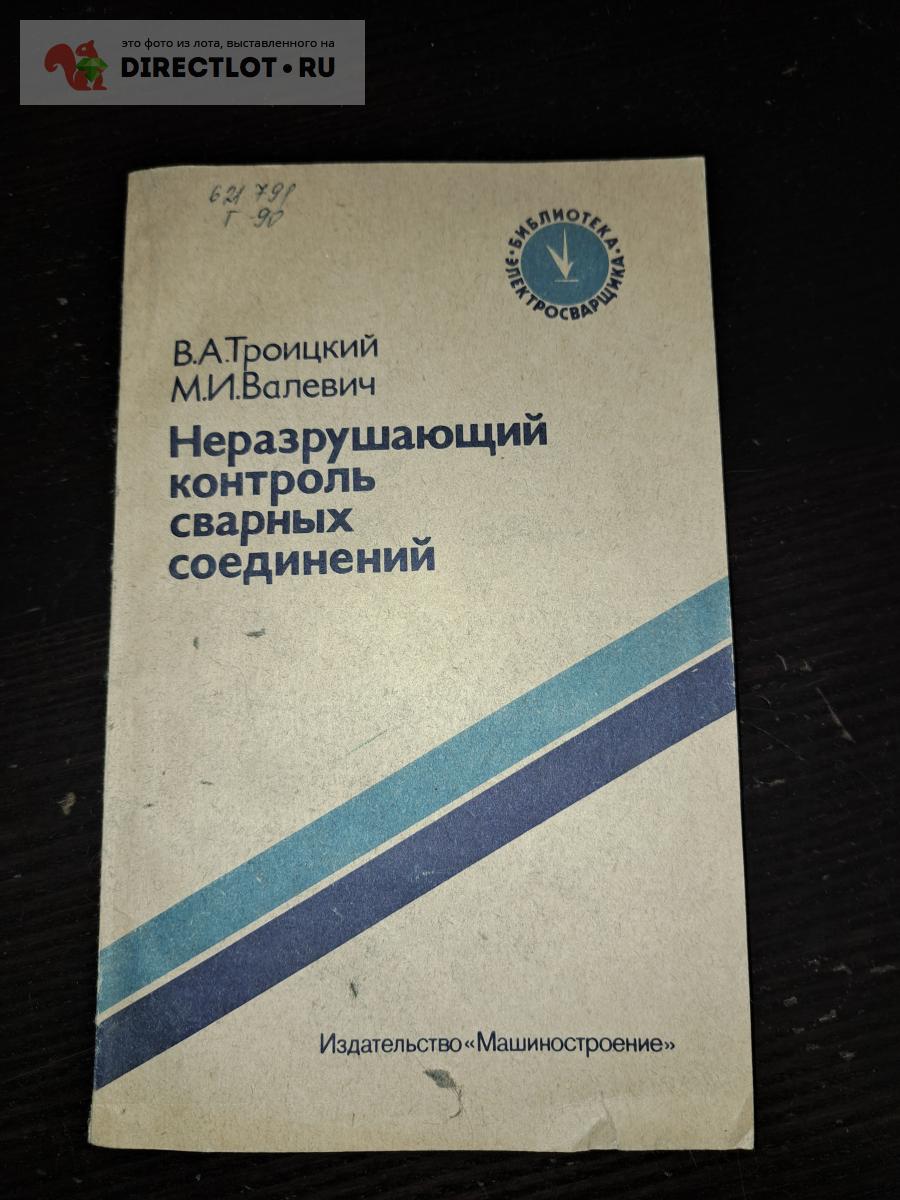 это фото из лота, выставленного на
DIRECTLOT•RU
621 791
Т-90
•БИБЛИОТЕКА•
ЭЛЕКТРОСВАРЩИКА
В.А.Троицкий
М.И.Валевич
Неразрушающий
контроль
сварных
соединений
Издательство «Машиностроение»